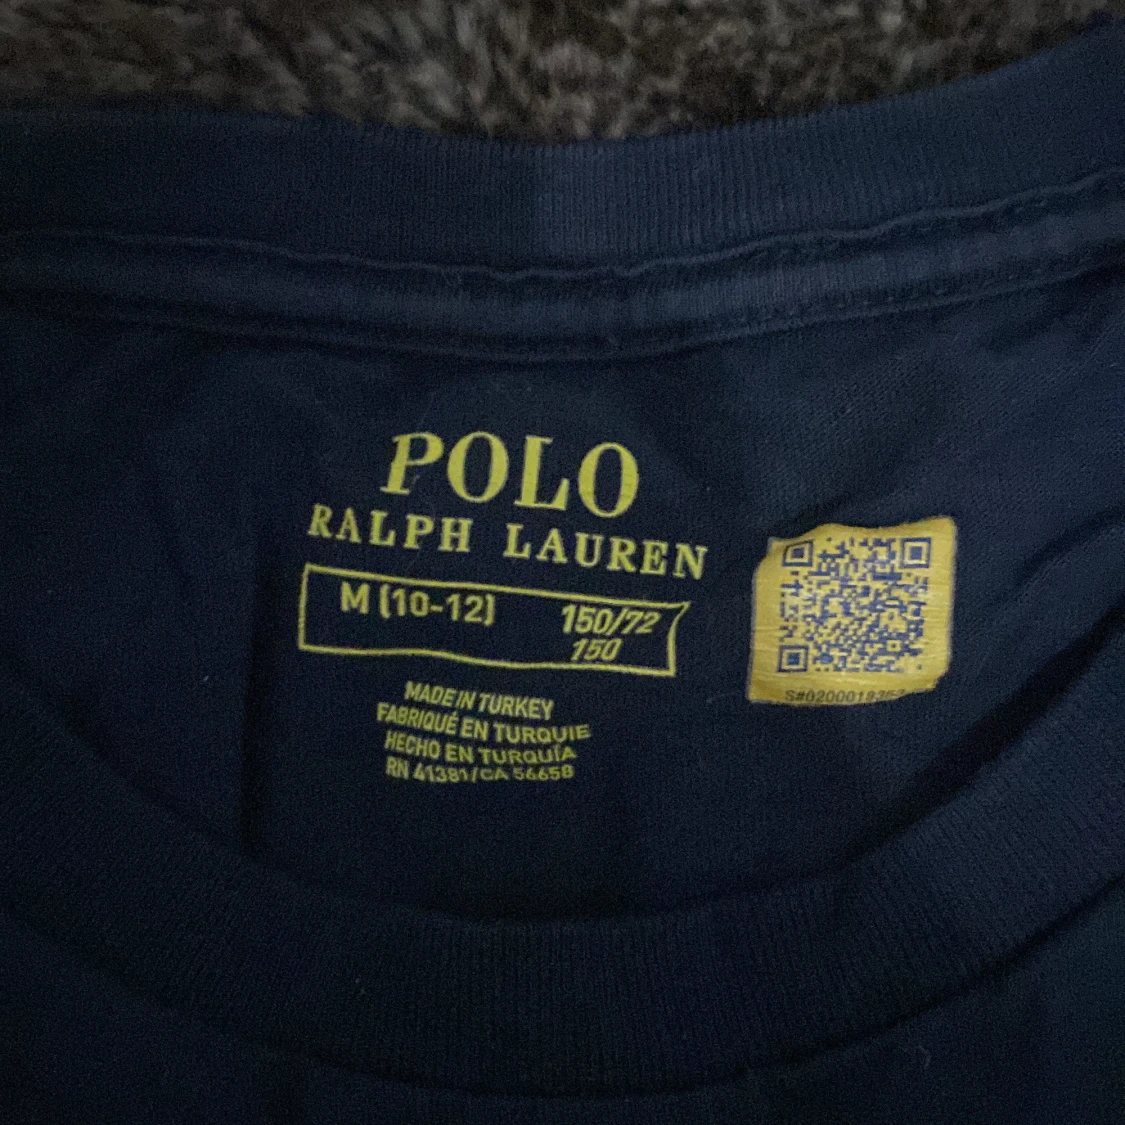 POLO
RALPH LAUREN
M (10-12) 150/72
150
MADE IN TURKEY
FABRIQUÉ EN TURQUIE
HECHO EN TURQUÍA
RN 41381/CA 56658